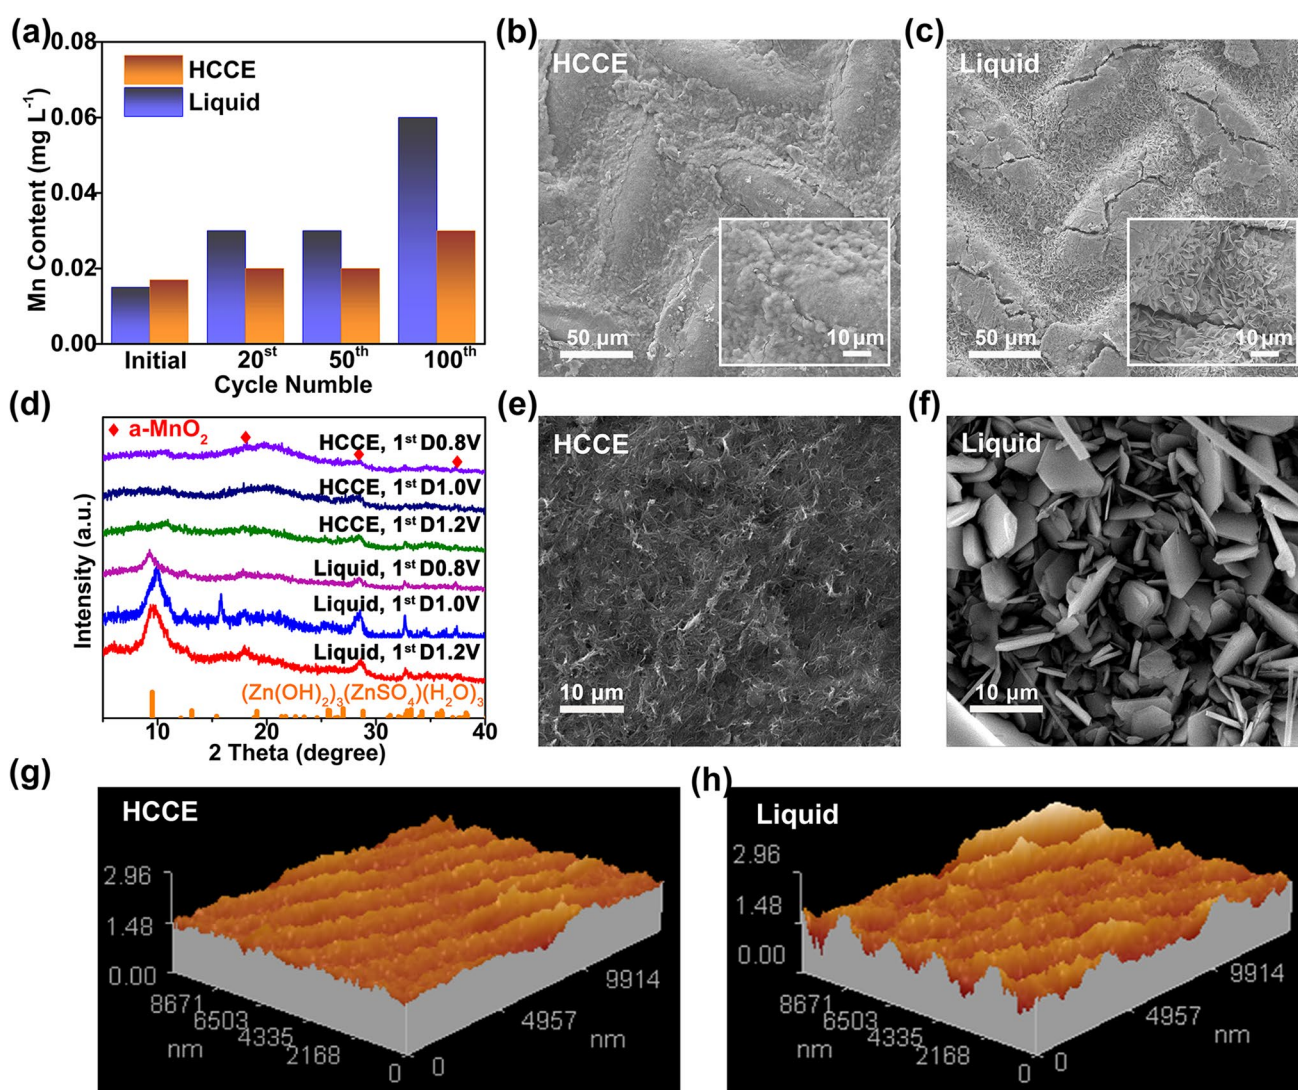 (a)
0.08
0.06
0.04
0.02
0.00
Mn Content (mg L⁻¹)
HCCE
Liquid
Initial 20ˢᵗ 50ᵗʰ 100ᵗʰ
Cycle Numble
(b)
HCCE
50 μm
10 μm
(c)
Liquid
50 μm
10 μm
(d)
♦ a-MnO₂
HCCE, 1ˢᵗ D0.8V
HCCE, 1ˢᵗ D1.0V
HCCE, 1ˢᵗ D1.2V
Liquid, 1ˢᵗ D0.8V
Liquid, 1ˢᵗ D1.0V
Liquid, 1ˢᵗ D1.2V
(Zn(OH)₂)₃(ZnSO₄)(H₂O)₃
Intensity (a.u.)
10 20 30 40
2 Theta (degree)
(e)
HCCE
10 μm
(f)
Liquid
10 μm
(g)
HCCE
2.96
1.48
0.00
8671
6503
4335
2168
0
nm
0
4957
9914
nm
(h)
Liquid
2.96
1.48
0.00
8671
6503
4335
2168
0
nm
0
4957
9914
nm